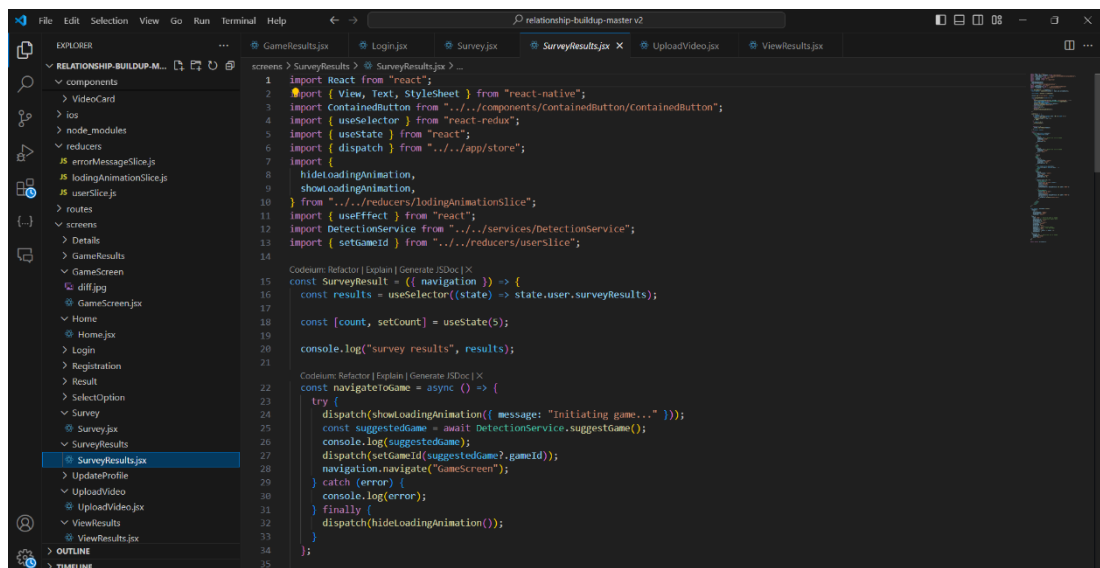 File Edit Selection View Go Run Terminal Help
relationship-buildup-master v2
EXPLORER
GameResults.jsx
Login.jsx
Survey.jsx
SurveyResults.jsx
UploadVideo.jsx
ViewResults.jsx
RELATIONSHIP-BUILDUP-M...
components
VideoCard
ios
node_modules
reducers
JS errorMessageSlice.js
JS lodingAnimationSlice.js
JS userSlice.js
routes
screens
Details
GameResults
GameScreen
diff.jpg
GameScreen.jsx
Home
Home.jsx
Login
Registration
Result
SelectOption
Survey
Survey.jsx
SurveyResults
SurveyResults.jsx
UpdateProfile
UploadVideo
UploadVideo.jsx
ViewResults
ViewResults.jsx
OUTLINE
TIMELINE
screens > SurveyResults > SurveyResults.jsx > ...
1 import React from "react";
2 import { View, Text, StyleSheet } from "react-native";
3 import ContainedButton from "../../components/ContainedButton/ContainedButton";
4 import { useSelector } from "react-redux";
5 import { useState } from "react";
6 import { dispatch } from "../../app/store";
7 import {
8 hideLoadingAnimation,
9 showLoadingAnimation,
10 } from "../../reducers/lodingAnimationSlice";
11 import { useEffect } from "react";
12 import DetectionService from "../../services/DetectionService";
13 import { setGameId } from "../../reducers/userSlice";
14
Codeium: Refactor | Explain | Generate JSDoc | X
15 const SurveyResult = ({ navigation }) => {
16 const results = useSelector((state) => state.user.surveyResults);
17
18 const [count, setCount] = useState(5);
19
20 console.log("survey results", results);
21
Codeium: Refactor | Explain | Generate JSDoc | X
22 const navigateToGame = async () => {
23 try {
24 dispatch(showLoadingAnimation({ message: "Initiating game..." }));
25 const suggestedGame = await DetectionService.suggestGame();
26 console.log(suggestedGame);
27 dispatch(setGameId(suggestedGame?.gameId));
28 navigation.navigate("GameScreen");
29 } catch (error) {
30 console.log(error);
31 } finally {
32 dispatch(hideLoadingAnimation());
33 }
34 };
35